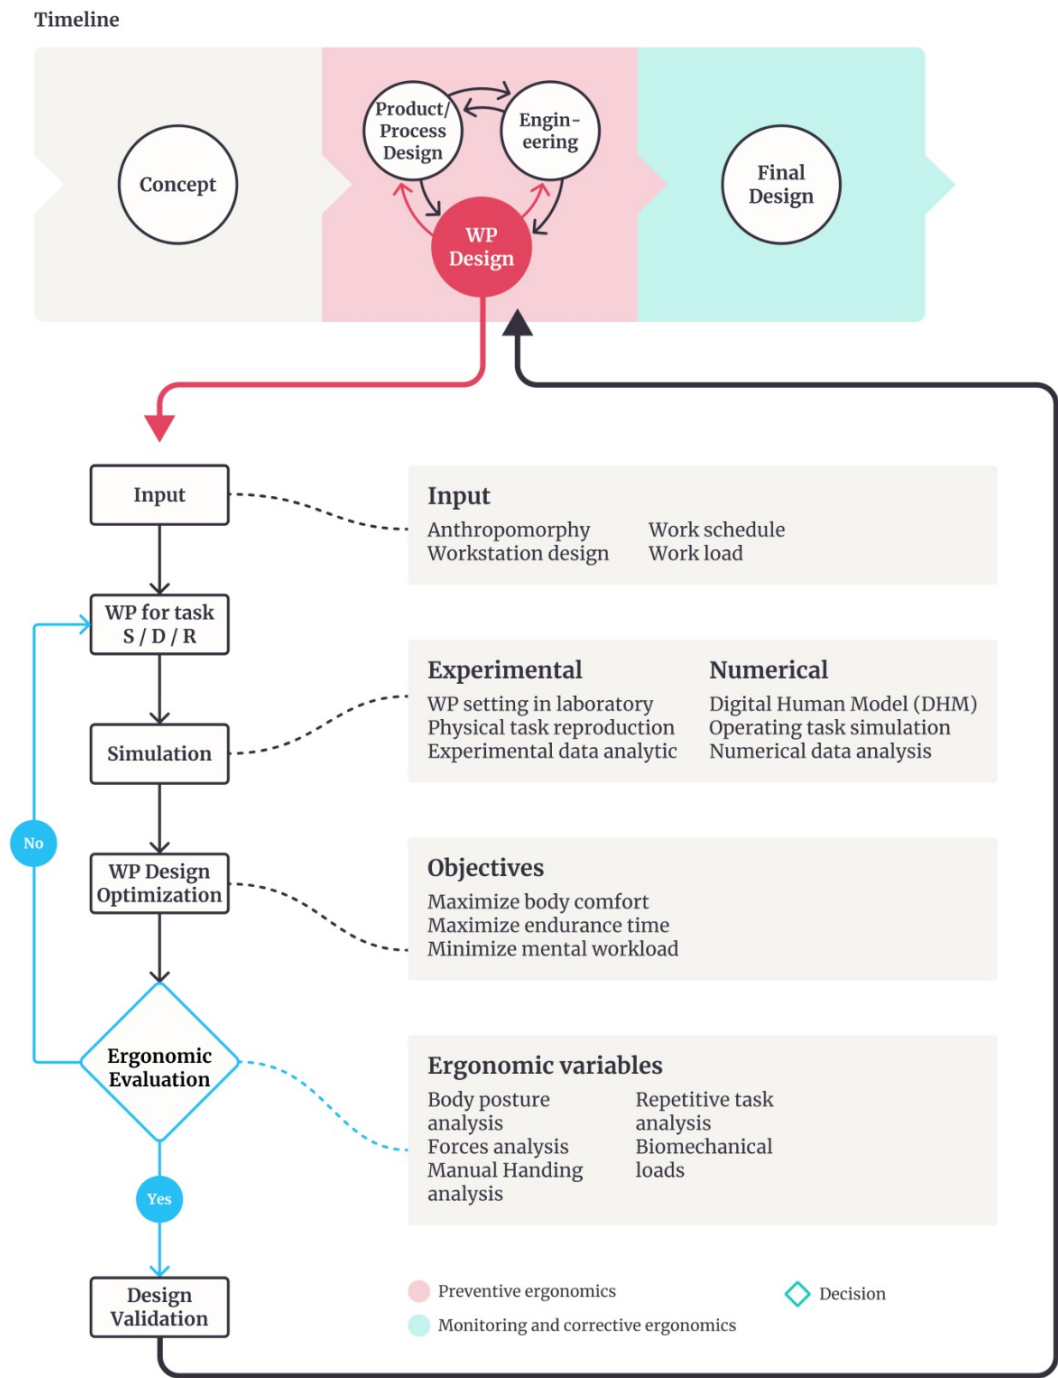 Timeline
Concept
Product/
Process
Design
Engin-
eering
WP
Design
Final
Design
Input
Input
Anthropomorphy
Workstation design
Work schedule
Work load
WP for task
S / D / R
Experimental
WP setting in laboratory
Physical task reproduction
Experimental data analytic
Numerical
Digital Human Model (DHM)
Operating task simulation
Numerical data analysis
Simulation
No
WP Design
Optimization
Objectives
Maximize body comfort
Maximize endurance time
Minimize mental workload
Ergonomic
Evaluation
Ergonomic variables
Body posture
analysis
Forces analysis
Manual Handing
analysis
Repetitive task
analysis
Biomechanical
loads
Yes
Design
Validation
Preventive ergonomics
Monitoring and corrective ergonomics
Decision